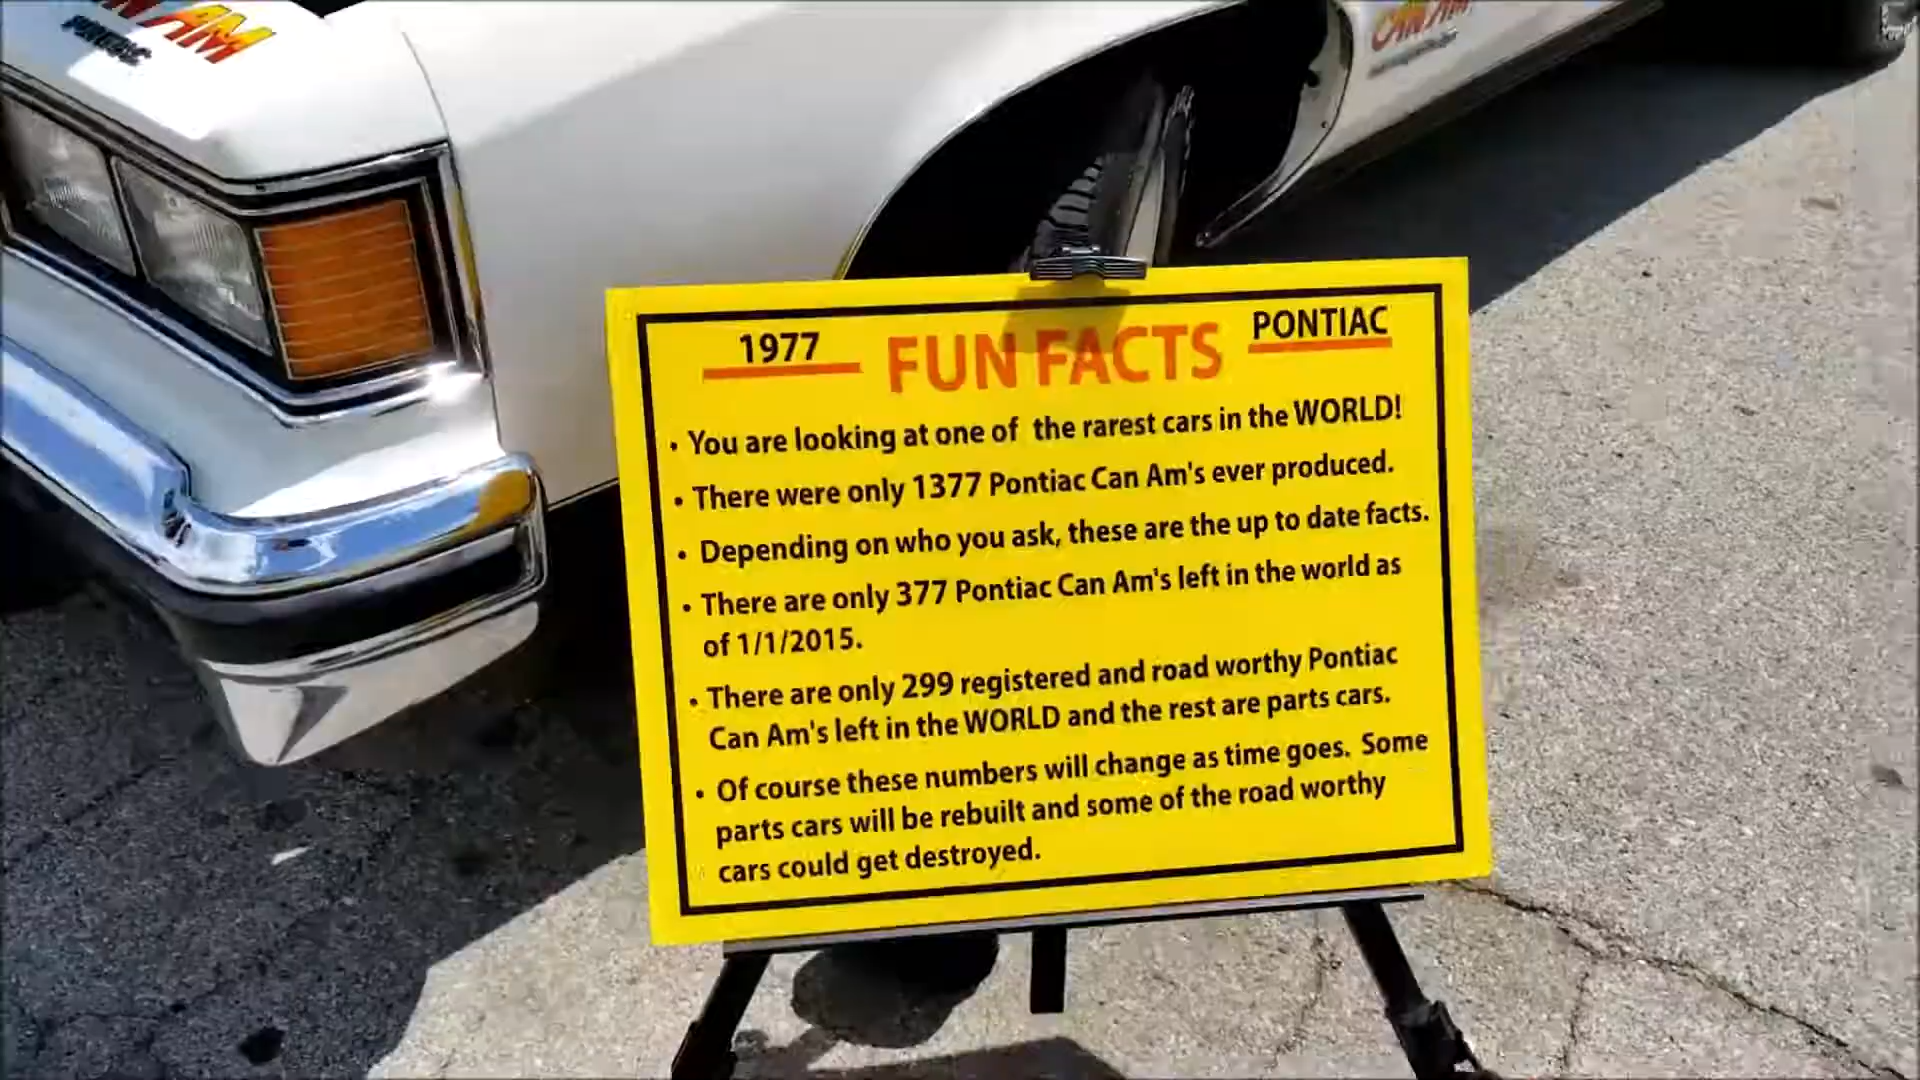 AM
PONTIAC
CAN AM
1977 FUN FACTS PONTIAC
• You are looking at one of the rarest cars in the WORLD!
• There were only 1377 Pontiac Can Am's ever produced.
• Depending on who you ask, these are the up to date facts.
• There are only 377 Pontiac Can Am's left in the world as
of 1/1/2015.
• There are only 299 registered and road worthy Pontiac
Can Am's left in the WORLD and the rest are parts cars.
• Of course these numbers will change as time goes. Some
parts cars will be rebuilt and some of the road worthy
cars could get destroyed.